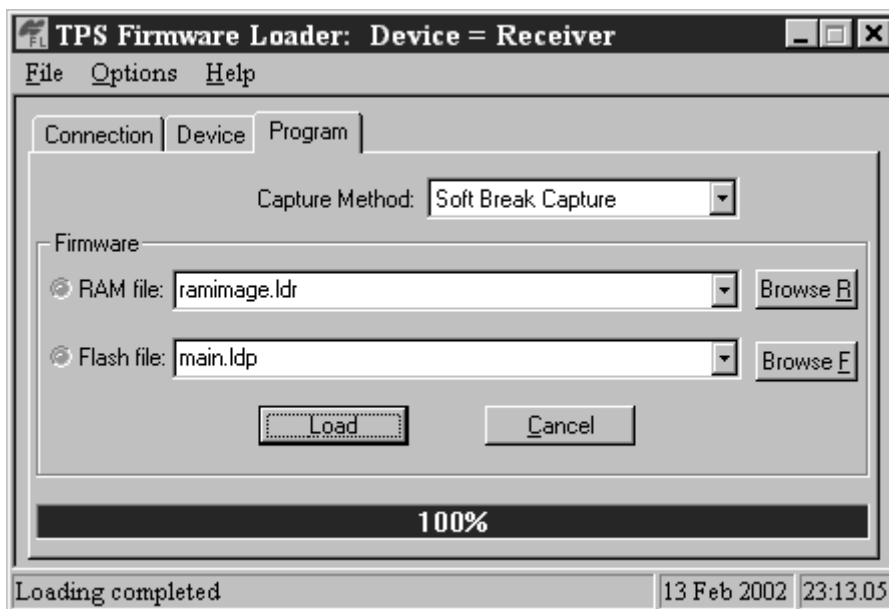 FL TPS Firmware Loader: Device = Receiver
File Options Help
Connection Device Program
Capture Method: Soft Break Capture
Firmware
RAM file: ramimage.ldr Browse R
Flash file: main.ldp Browse F
Load Cancel
100%
Loading completed 13 Feb 2002 23:13.05